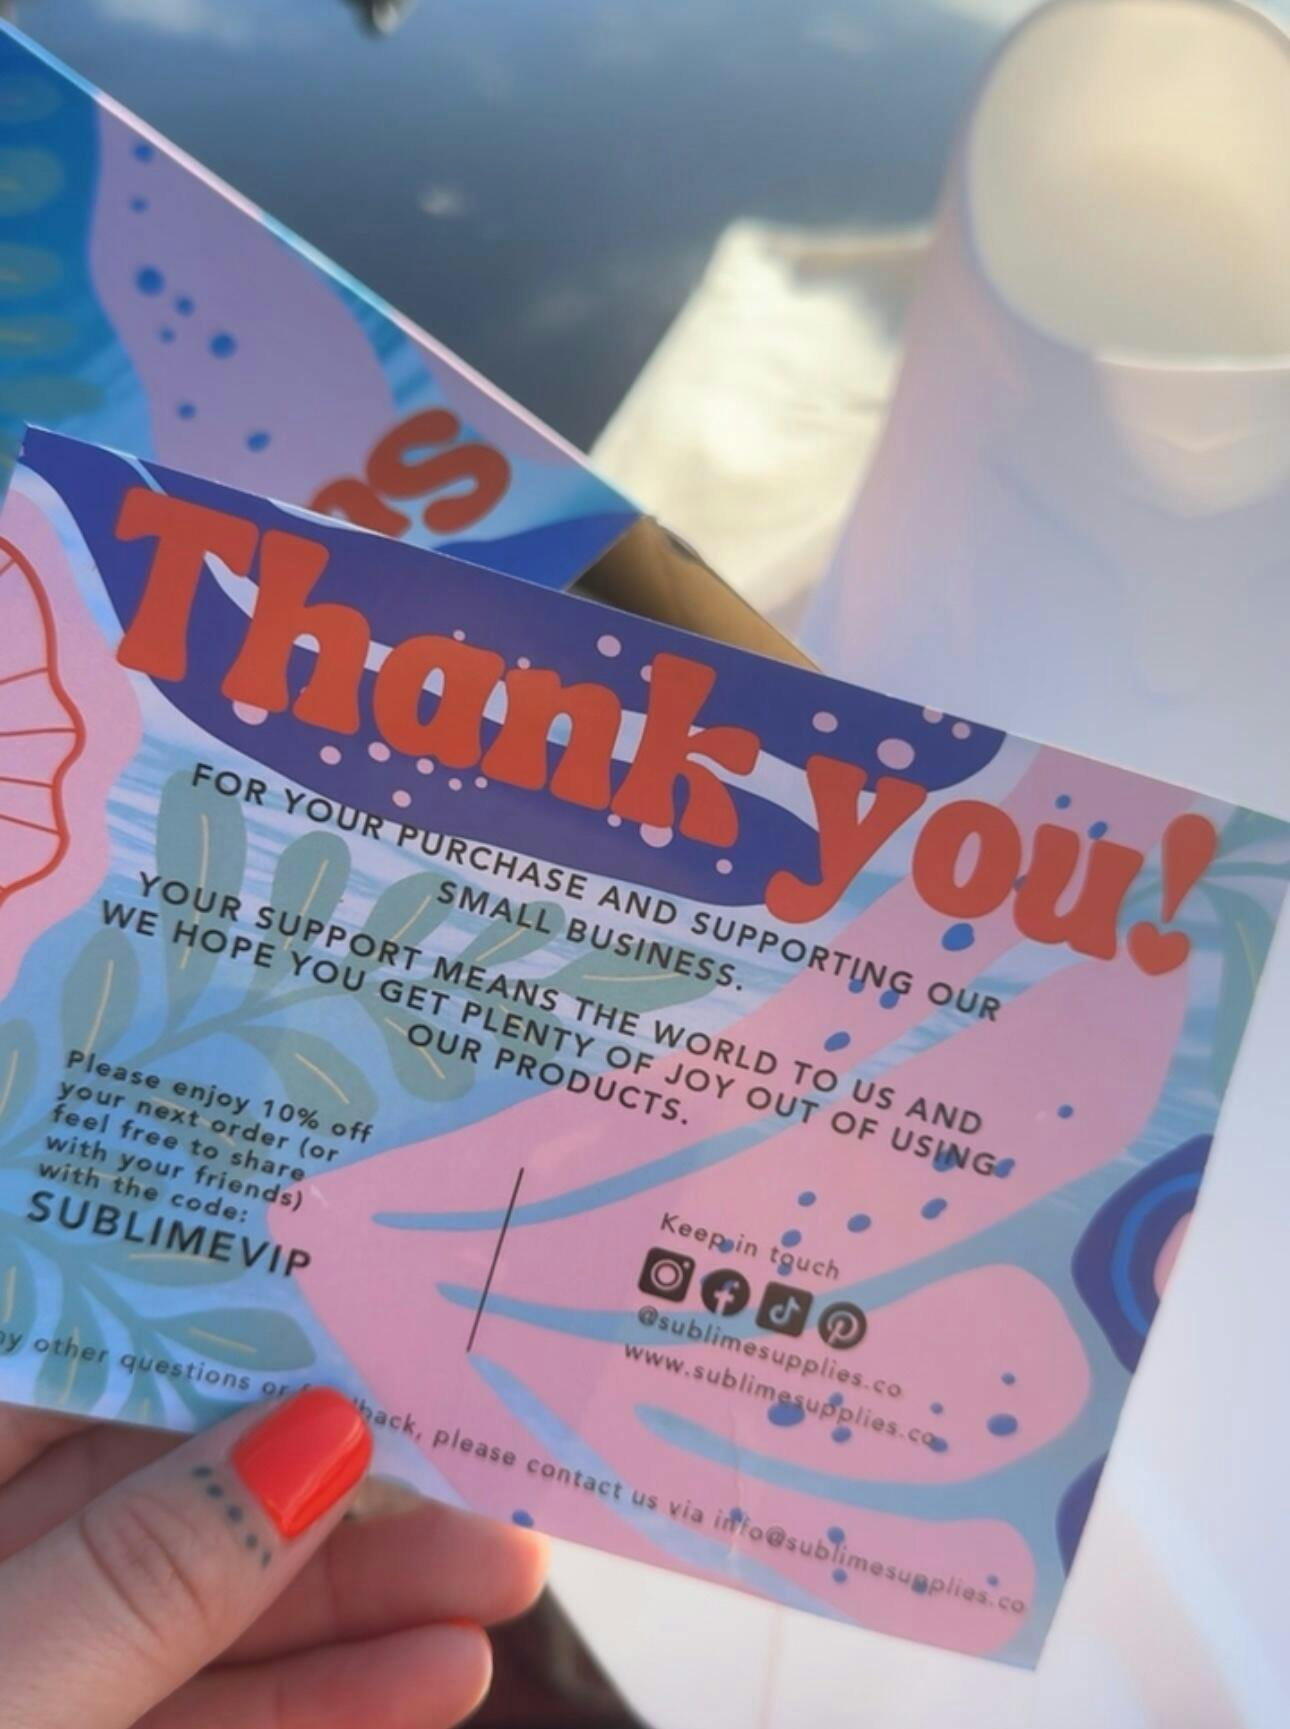 Thank you!
FOR YOUR PURCHASE AND SUPPORTING OUR
SMALL BUSINESS.
YOUR SUPPORT MEANS THE WORLD TO US AND
WE HOPE YOU GET PLENTY OF JOY OUT OF USING
OUR PRODUCTS.
Please enjoy 10% off
your next order (or
feel free to share
with your friends)
with the code:
SUBLIMEVIP
Keep in touch
@sublimesupplies.co
www.sublimesupplies.co
other questions or please contact us via info@sublimesupplies.co